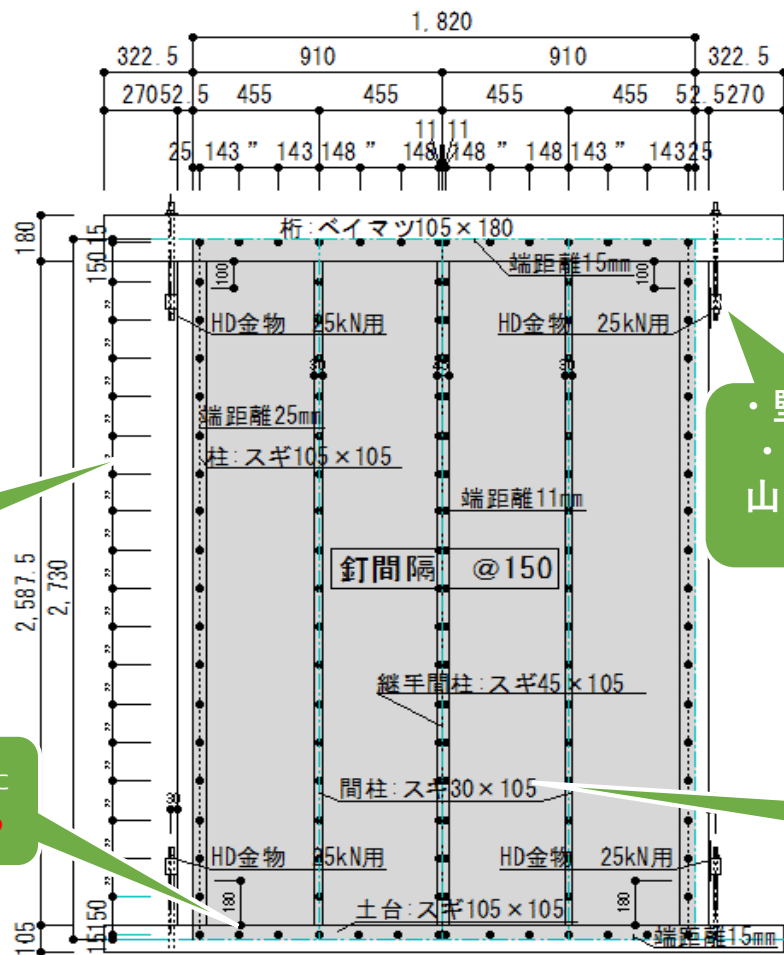 1,820
322.5 910 910 322.5
270 52.5 455 455 455 455 52.5 270
11 11
25 143 ” 143 148 ” 148 148 ” 148 143 ” 143 25
180
150 15
桁:ベイマツ105×180
端距離15mm
100
100
HD金物 25kN用
HD金物 25kN用
30
45
30
・
・
山
端距離25mm
柱:スギ105×105
端距離11mm
釘間隔 @150
2,587.5
2,730
継手間柱:スギ45×105
間柱:スギ30×105
30
に
HD金物 25kN用
HD金物 25kN用
180
180
土台:スギ105×105
15 150
105
端距離15mm